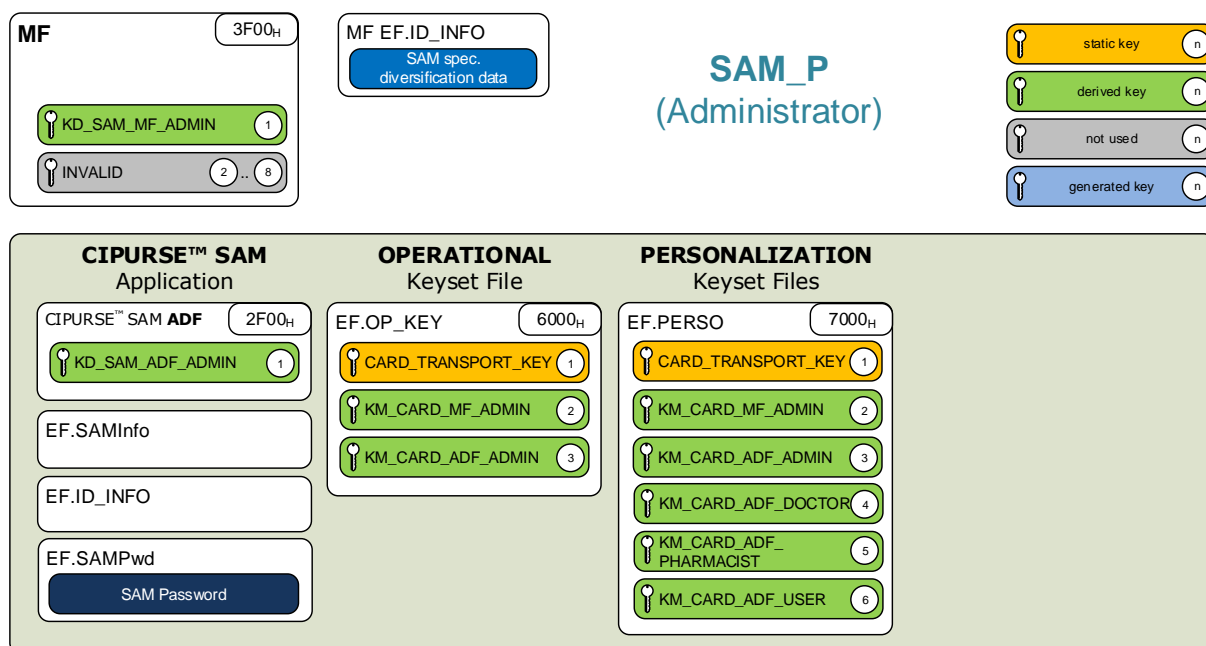 MF
3F00H
KD_SAM_MF_ADMIN 1
INVALID 2 .. 8
MF EF.ID_INFO
SAM spec.
diversification data
SAM_P
(Administrator)
static key n
derived key n
not used n
generated key n
CIPURSE™ SAM
Application
CIPURSE™ SAM ADF 2F00H
KD_SAM_ADF_ADMIN 1
EF.SAMInfo
EF.ID_INFO
EF.SAMPwd
SAM Password
OPERATIONAL
Keyset File
EF.OP_KEY 6000H
CARD_TRANSPORT_KEY 1
KM_CARD_MF_ADMIN 2
KM_CARD_ADF_ADMIN 3
PERSONALIZATION
Keyset Files
EF.PERSO 7000H
CARD_TRANSPORT_KEY 1
KM_CARD_MF_ADMIN 2
KM_CARD_ADF_ADMIN 3
KM_CARD_ADF_DOCTOR 4
KM_CARD_ADF_
PHARMACIST 5
KM_CARD_ADF_USER 6